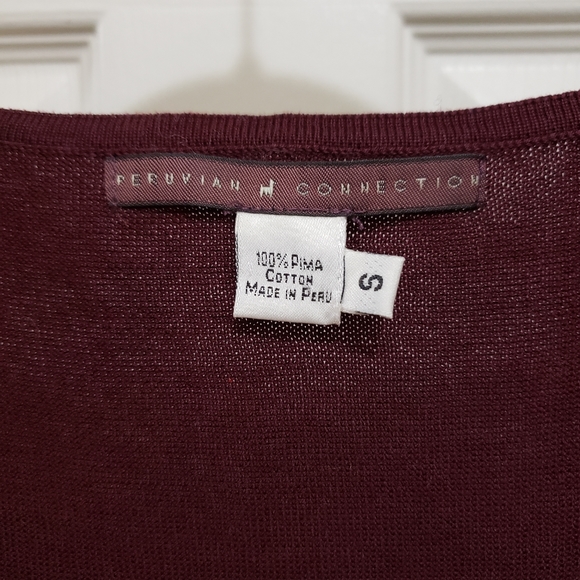 PERUVIAN CONNECTION
100% PIMA
COTTON
MADE IN PERU
S